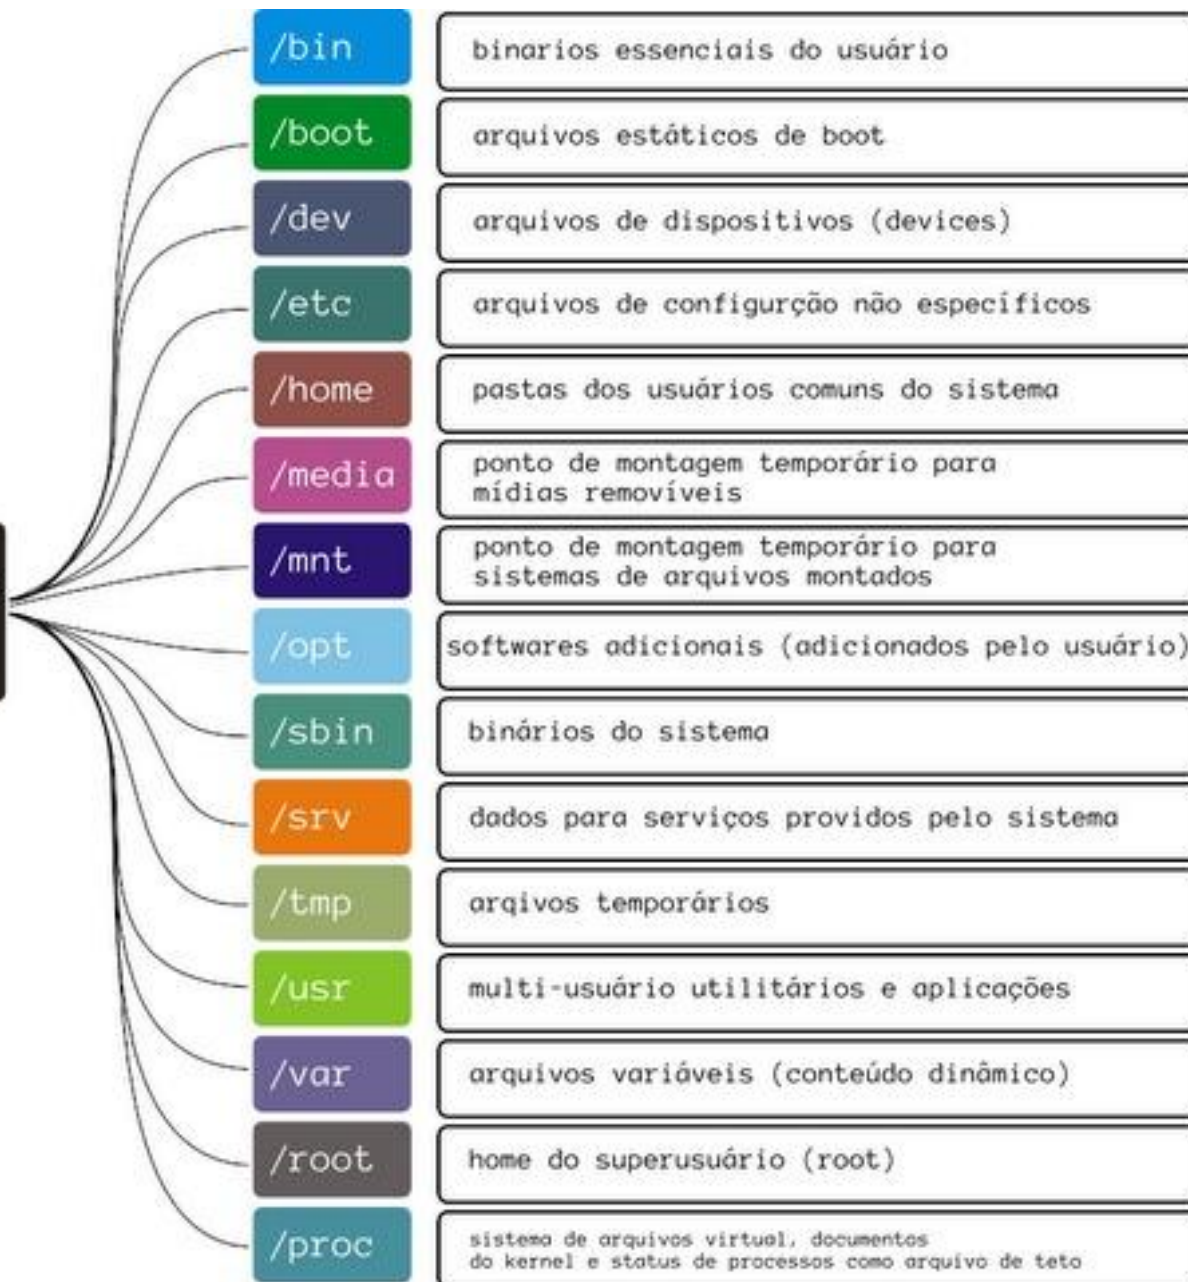 /bin
binarios essenciais do usuário
/boot
arquivos estáticos de boot
/dev
arquivos de dispositivos (devices)
/etc
arquivos de configurção não específicos
/home
pastas dos usuários comuns do sistema
/media
ponto de montagem temporário para
mídias removíveis
/mnt
ponto de montagem temporário para
sistemas de arquivos montados
/opt
softwares adicionais (adicionados pelo usuário)
/sbin
binários do sistema
/srv
dados para serviços providos pelo sistema
/tmp
arqivos temporários
/usr
multi-usuário utilitários e aplicações
/var
arquivos variáveis (conteúdo dinâmico)
/root
home do superusuário (root)
/proc
sistema de arquivos virtual, documentos
do kernel e status de processos como arquivo de teto